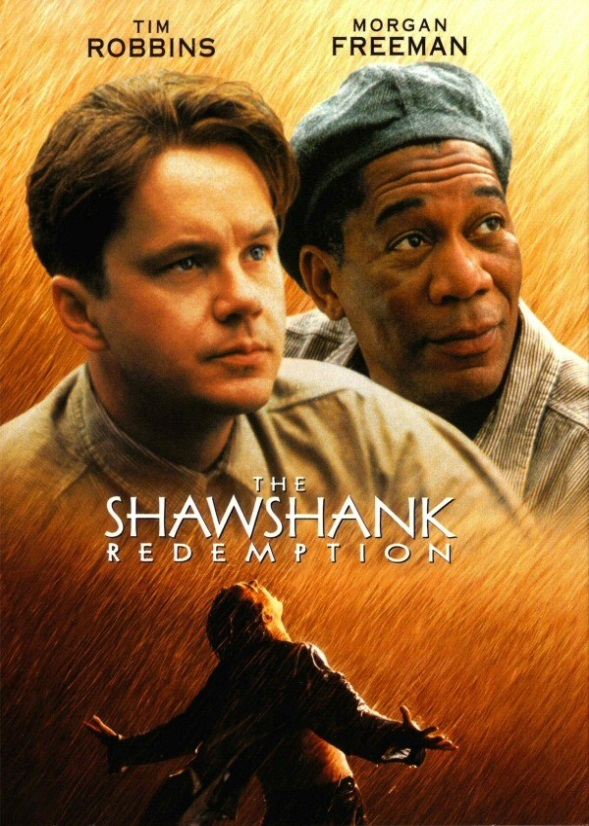 TIM
ROBBINS
MORGAN
FREEMAN
THE
SHAWSHANK
REDEMPTION